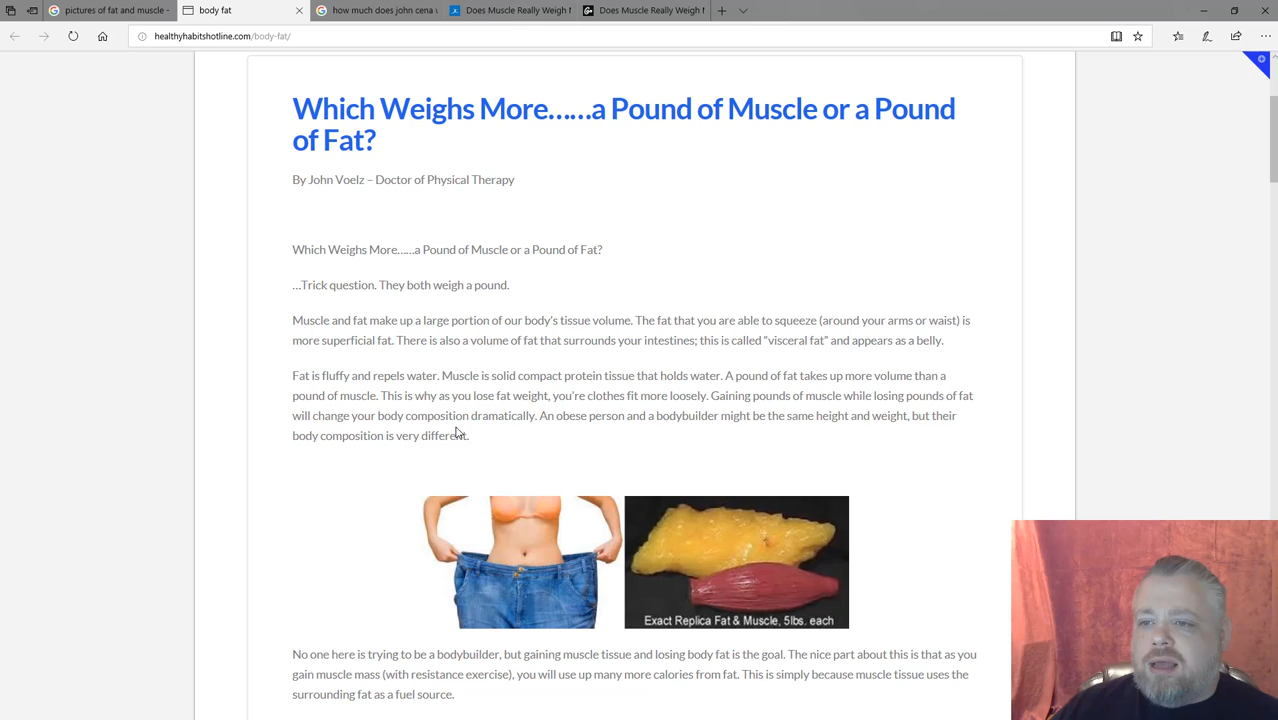 pictures of fat and muscle -
body fat
how much does john cena
Does Muscle Really Weigh
Does Muscle Really Weigh
healthyhabitshotline.com/body-fat/
Which Weighs More……a Pound of Muscle or a Pound
of Fat?
By John Voelz – Doctor of Physical Therapy
Which Weighs More……a Pound of Muscle or a Pound of Fat?
…Trick question. They both weigh a pound.
Muscle and fat make up a large portion of our body's tissue volume. The fat that you are able to squeeze (around your arms or waist) is
more superficial fat. There is also a volume of fat that surrounds your intestines; this is called “visceral fat” and appears as a belly.
Fat is fluffy and repels water. Muscle is solid compact protein tissue that holds water. A pound of fat takes up more volume than a
pound of muscle. This is why as you lose fat weight, you're clothes fit more loosely. Gaining pounds of muscle while losing pounds of fat
will change your body composition dramatically. An obese person and a bodybuilder might be the same height and weight, but their
body composition is very different.
Exact Replica Fat & Muscle, 5lbs. each
No one here is trying to be a bodybuilder, but gaining muscle tissue and losing body fat is the goal. The nice part about this is that as you
gain muscle mass (with resistance exercise), you will use up many more calories from fat. This is simply because muscle tissue uses the
surrounding fat as a fuel source.